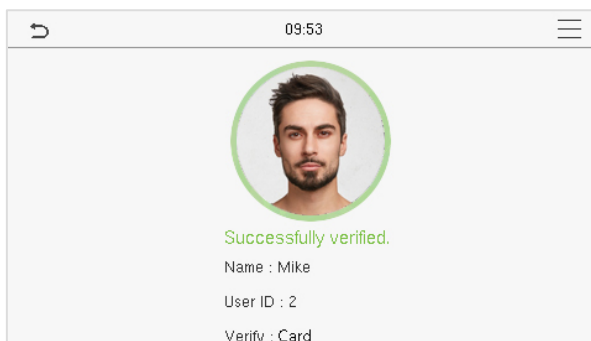 09:53
Successfully verified.
Name : Mike
User ID : 2
Verify : Card